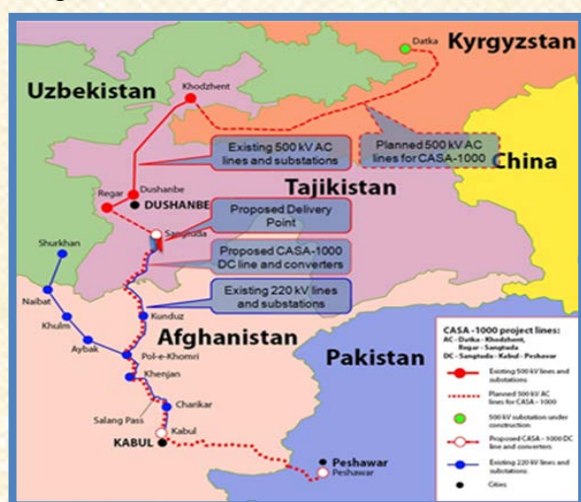 Datka
Kyrgyzstan
Uzbekistan
Khodzhent
Existing 500 kV AC
lines and substations
Planned 500 kV AC
lines for CASA-1000
China
Tajikistan
Regar
Dushanbe
DUSHANBE
Proposed Delivery
Point
Sangtuda
Shurkhan
Proposed CASA-1000
DC line and converters
Existing 220 kV lines
and substations
Naibat
Kunduz
Khulm
Afghanistan
Aybak
Pol-e-Khomri
Pakistan
Khenjan
Salang Pass
Charikar
Kabul
KABUL
Peshawar
Peshawar
CASA -1000 project lines:
AC - Datka - Khodzhent,
Regar - Sangtuda
DC - Sangtuda - Kabul - Peshawar
Existing 500 kV lines and
substations
Planned 500 kV AC
lines for CASA - 1000
500 kV substation under
construction
Proposed CASA - 1000 DC
line and converters
Existing 220 kV lines
and substations
Cities